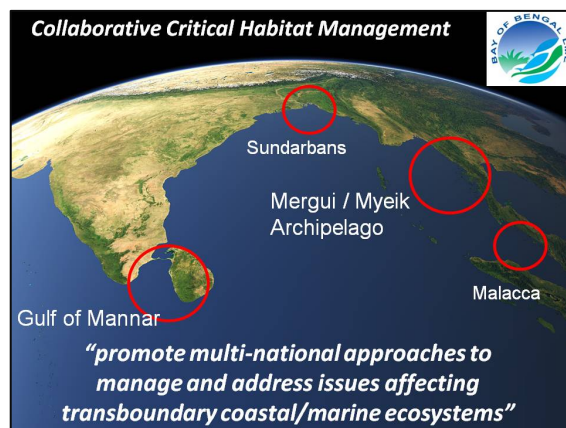 Collaborative Critical Habitat Management
BAY OF BENGAL LME
Sundarbans
Mergui / Myeik
Archipelago
Malacca
Gulf of Mannar
“promote multi-national approaches to
manage and address issues affecting
transboundary coastal/marine ecosystems”